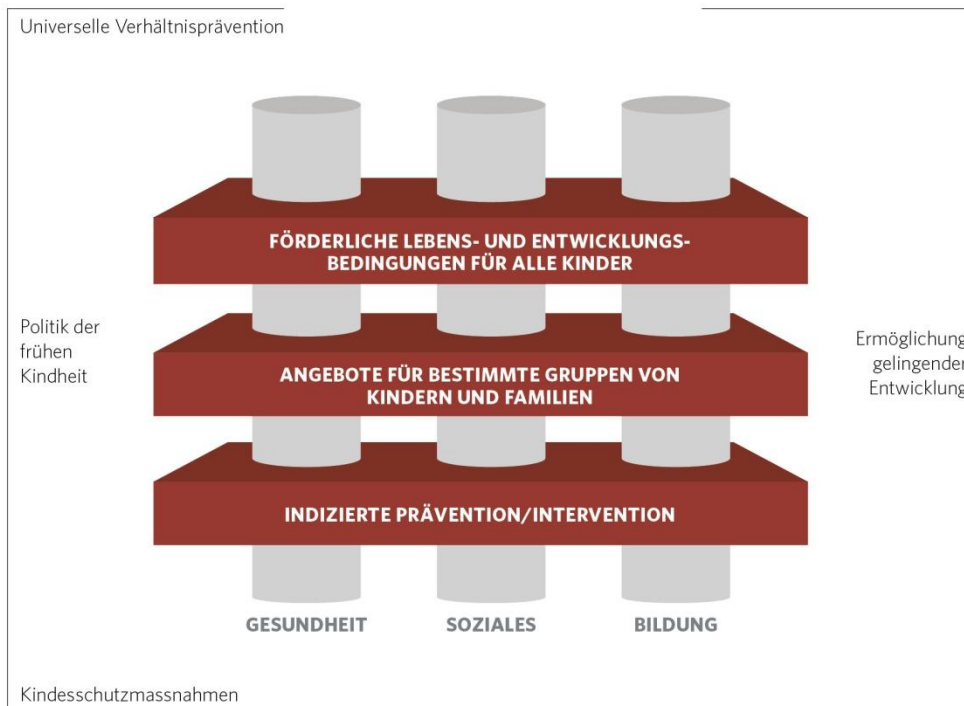 Universelle Verhältnisprävention
FÖRDERLICHE LEBENS- UND ENTWICKLUNGS-
BEDINGUNGEN FÜR ALLE KINDER
Politik der
frühen
Kindheit
ANGEBOTE FÜR BESTIMMTE GRUPPEN VON
KINDERN UND FAMILIEN
Ermöglichung
gelingender
Entwicklung
INDIZIERTE PRÄVENTION/INTERVENTION
GESUNDHEIT
SOZIALES
BILDUNG
Kindesschutzmassnahmen